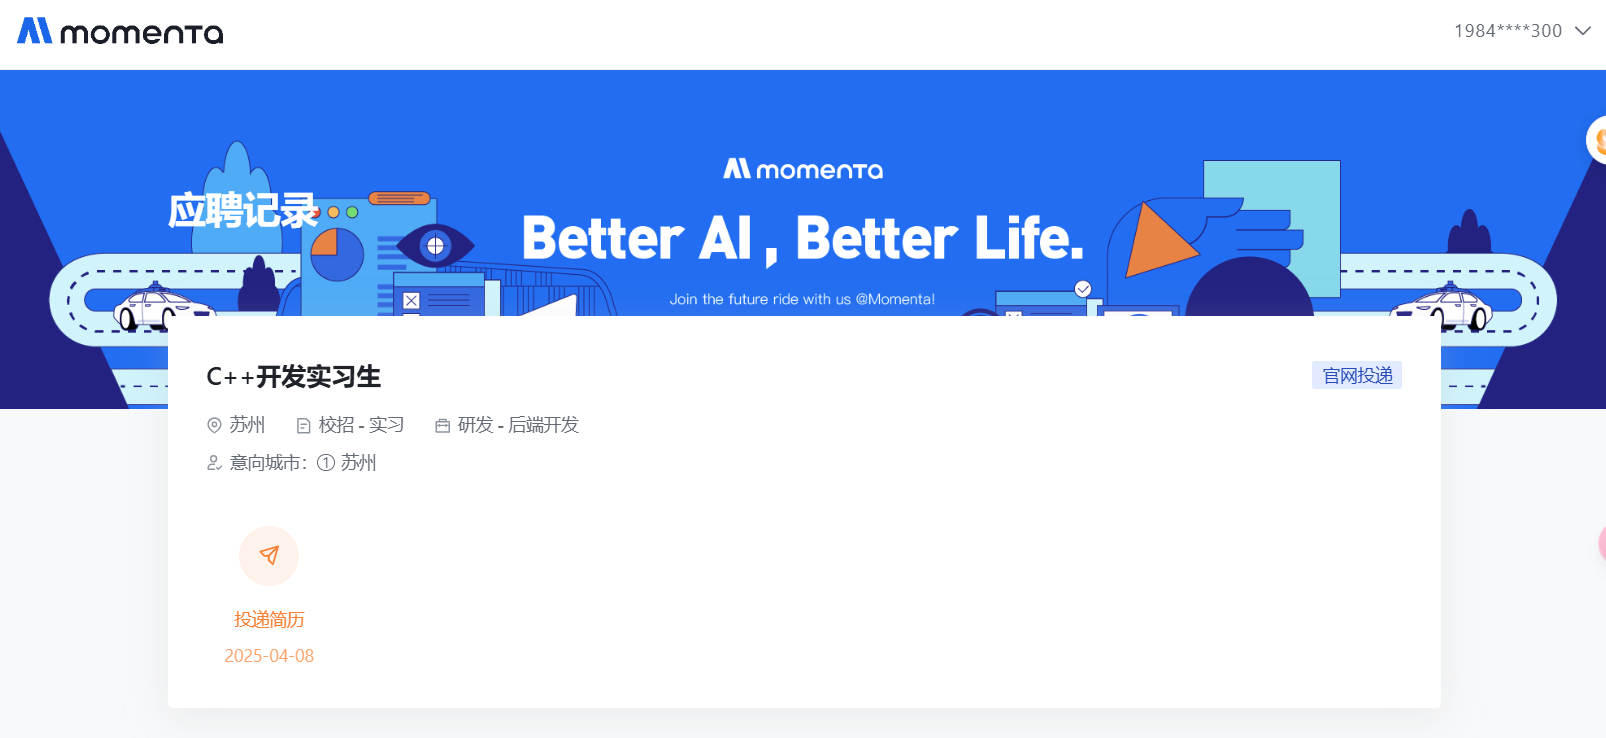 momenta
1984****300
momenta
应聘记录
Better AI , Better Life.
Join the future ride with us @Momenta!
C++开发实习生
官网投递
苏州 校招 - 实习 研发 - 后端开发
意向城市：① 苏州
投递简历
2025-04-08